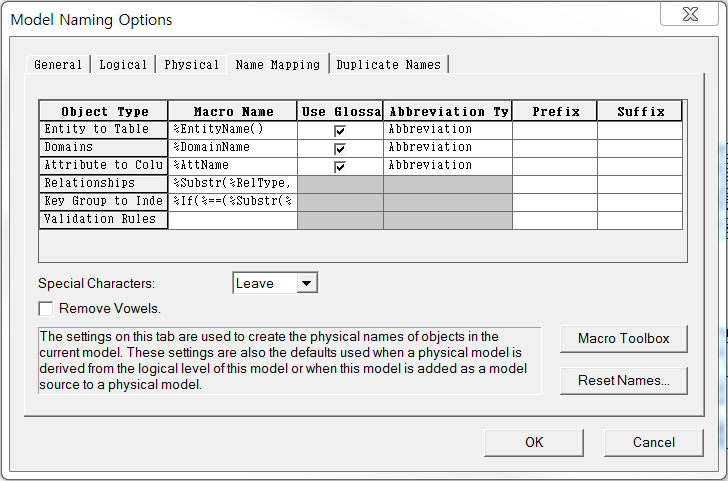 Model Naming Options
General Logical Physical Name Mapping Duplicate Names
Object Type Macro Name Use Glossa Abbreviation Ty Prefix Suffix
Entity to Table %EntityName() Abbreviation
Domains %DomainName Abbreviation
Attribute to Colu %AttName Abbreviation
Relationships %Substr(%RelType,
Key Group to Inde %If(%==(%Substr(%
Validation Rules
Special Characters: Leave
Remove Vowels.
The settings on this tab are used to create the physical names of objects in the
current model. These settings are also the defaults used when a physical model is
derived from the logical level of this model or when this model is added as a model
source to a physical model.
Macro Toolbox
Reset Names...
OK Cancel